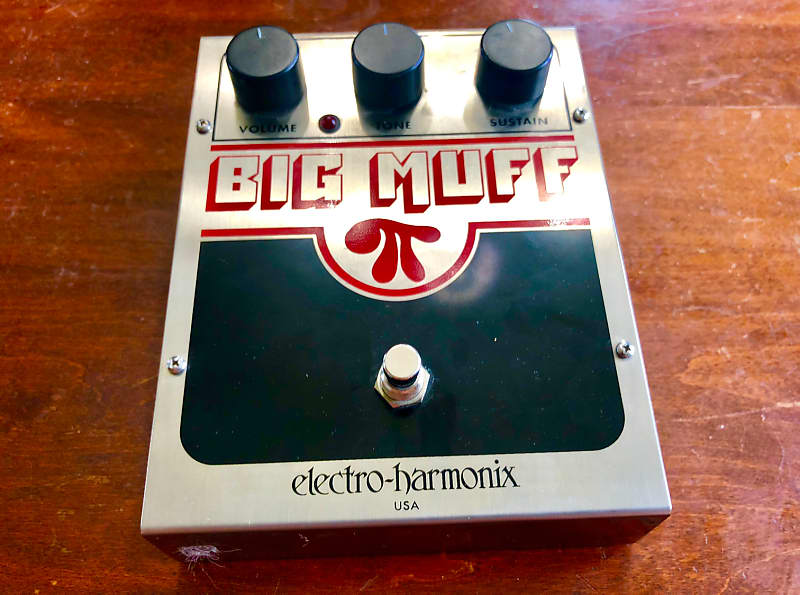 VOLUME TONE SUSTAIN
BIG MUFF
π
electro-harmonix
USA